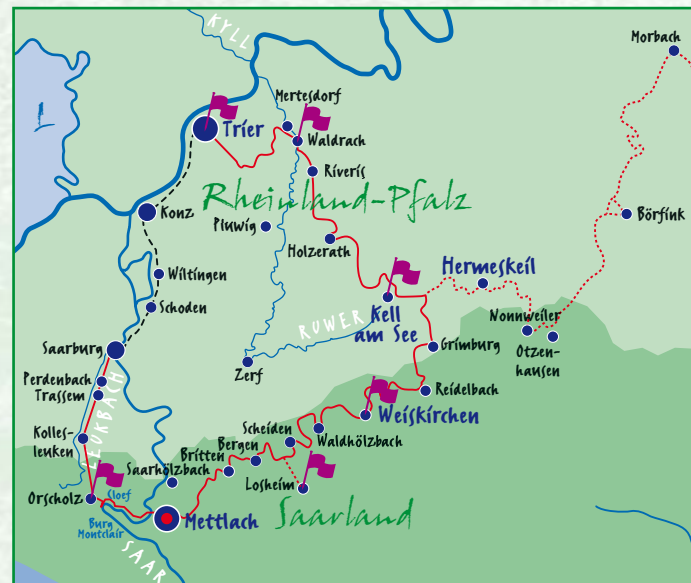 KYLL
Morbach
Mertesdorf
Trier
Waldrach
Riveris
Rheinland-Pfalz
Konz
Pluwig
Börfink
Holzerath
Wiltingen
Hermeskeil
Schoden
Kell
am See
RUWER
Nonnweiler
Saarburg
Grimburg
Otzen-
hausen
Zerf
Perdenbach
Trassem
LEUKBACH
Reidelbach
Weiskirchen
Kolles-
leuken
Scheiden
Waldhölzbach
Bergen
Britten
Saarhölzbach
Losheim
Orscholz
Sloef
Burg
Montclair
Mettlach
Saarland
SAAR